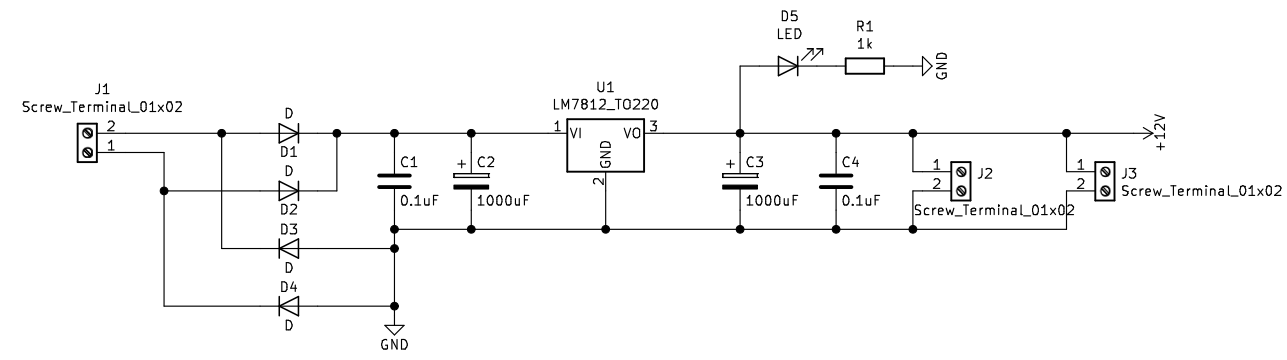 D5
LED
R1
1k
GND
J1
Screw_Terminal_01x02
2
1
D
D1
D
D2
D3
D
D4
D
C1
0.1uF
+
C2
1000uF
U1
LM7812_TO220
1
VI
VO
3
GND
2
+
C3
1000uF
C4
0.1uF
1
2
J2
Screw_Terminal_01x02
1
2
J3
Screw_Terminal_01x02
+12V
GND